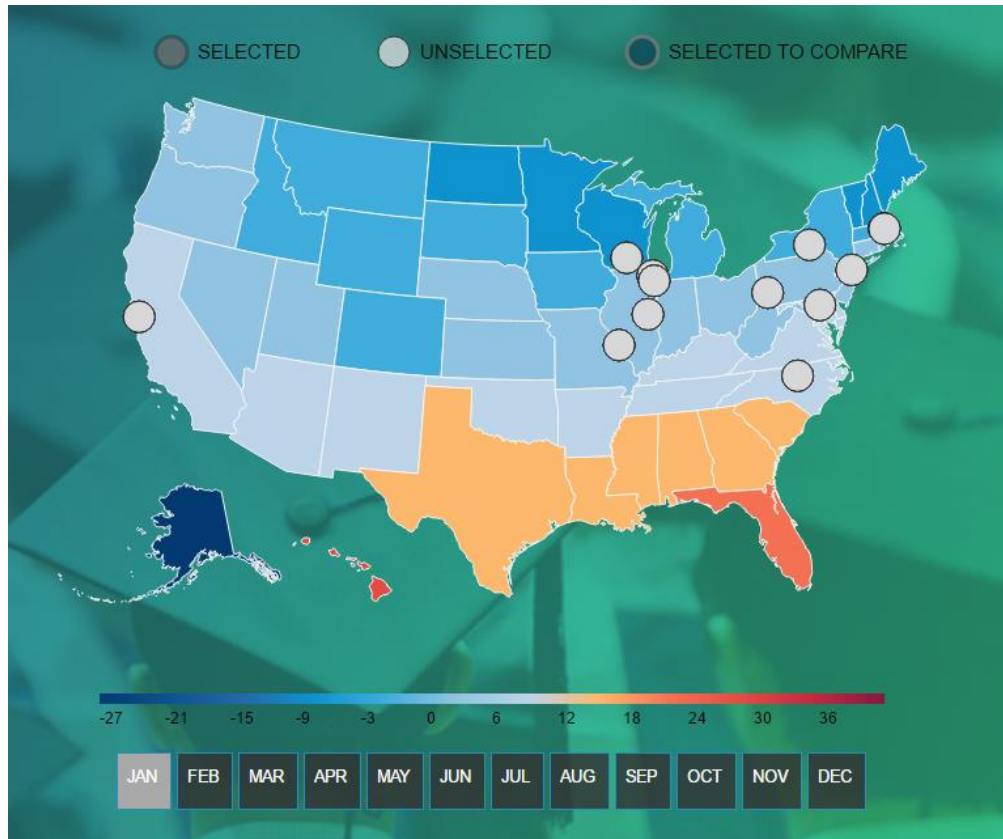 SELECTED UNSELECTED SELECTED TO COMPARE
-27 -21 -15 -9 -3 0 6 12 18 24 30 36
JAN FEB MAR APR MAY JUN JUL AUG SEP OCT NOV DEC